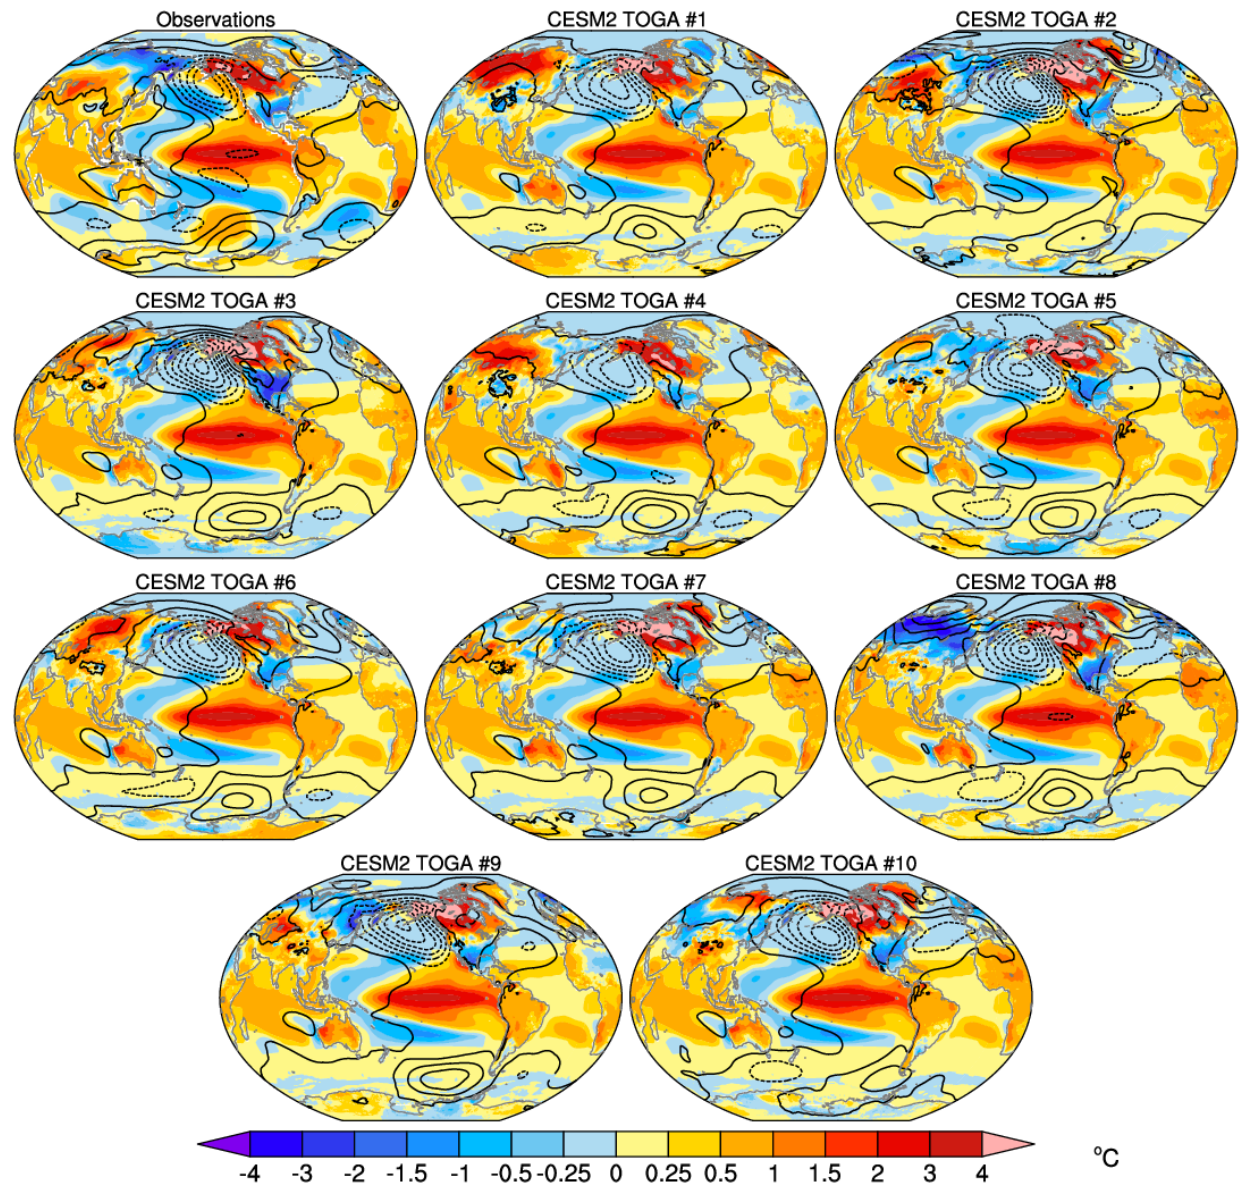 Observations CESM2 TOGA #1 CESM2 TOGA #2
CESM2 TOGA #3 CESM2 TOGA #4 CESM2 TOGA #5
CESM2 TOGA #6 CESM2 TOGA #7 CESM2 TOGA #8
CESM2 TOGA #9 CESM2 TOGA #10
-4 -3 -2 -1.5 -1 -0.5 -0.25 0 0.25 0.5 1 1.5 2 3 4 °C